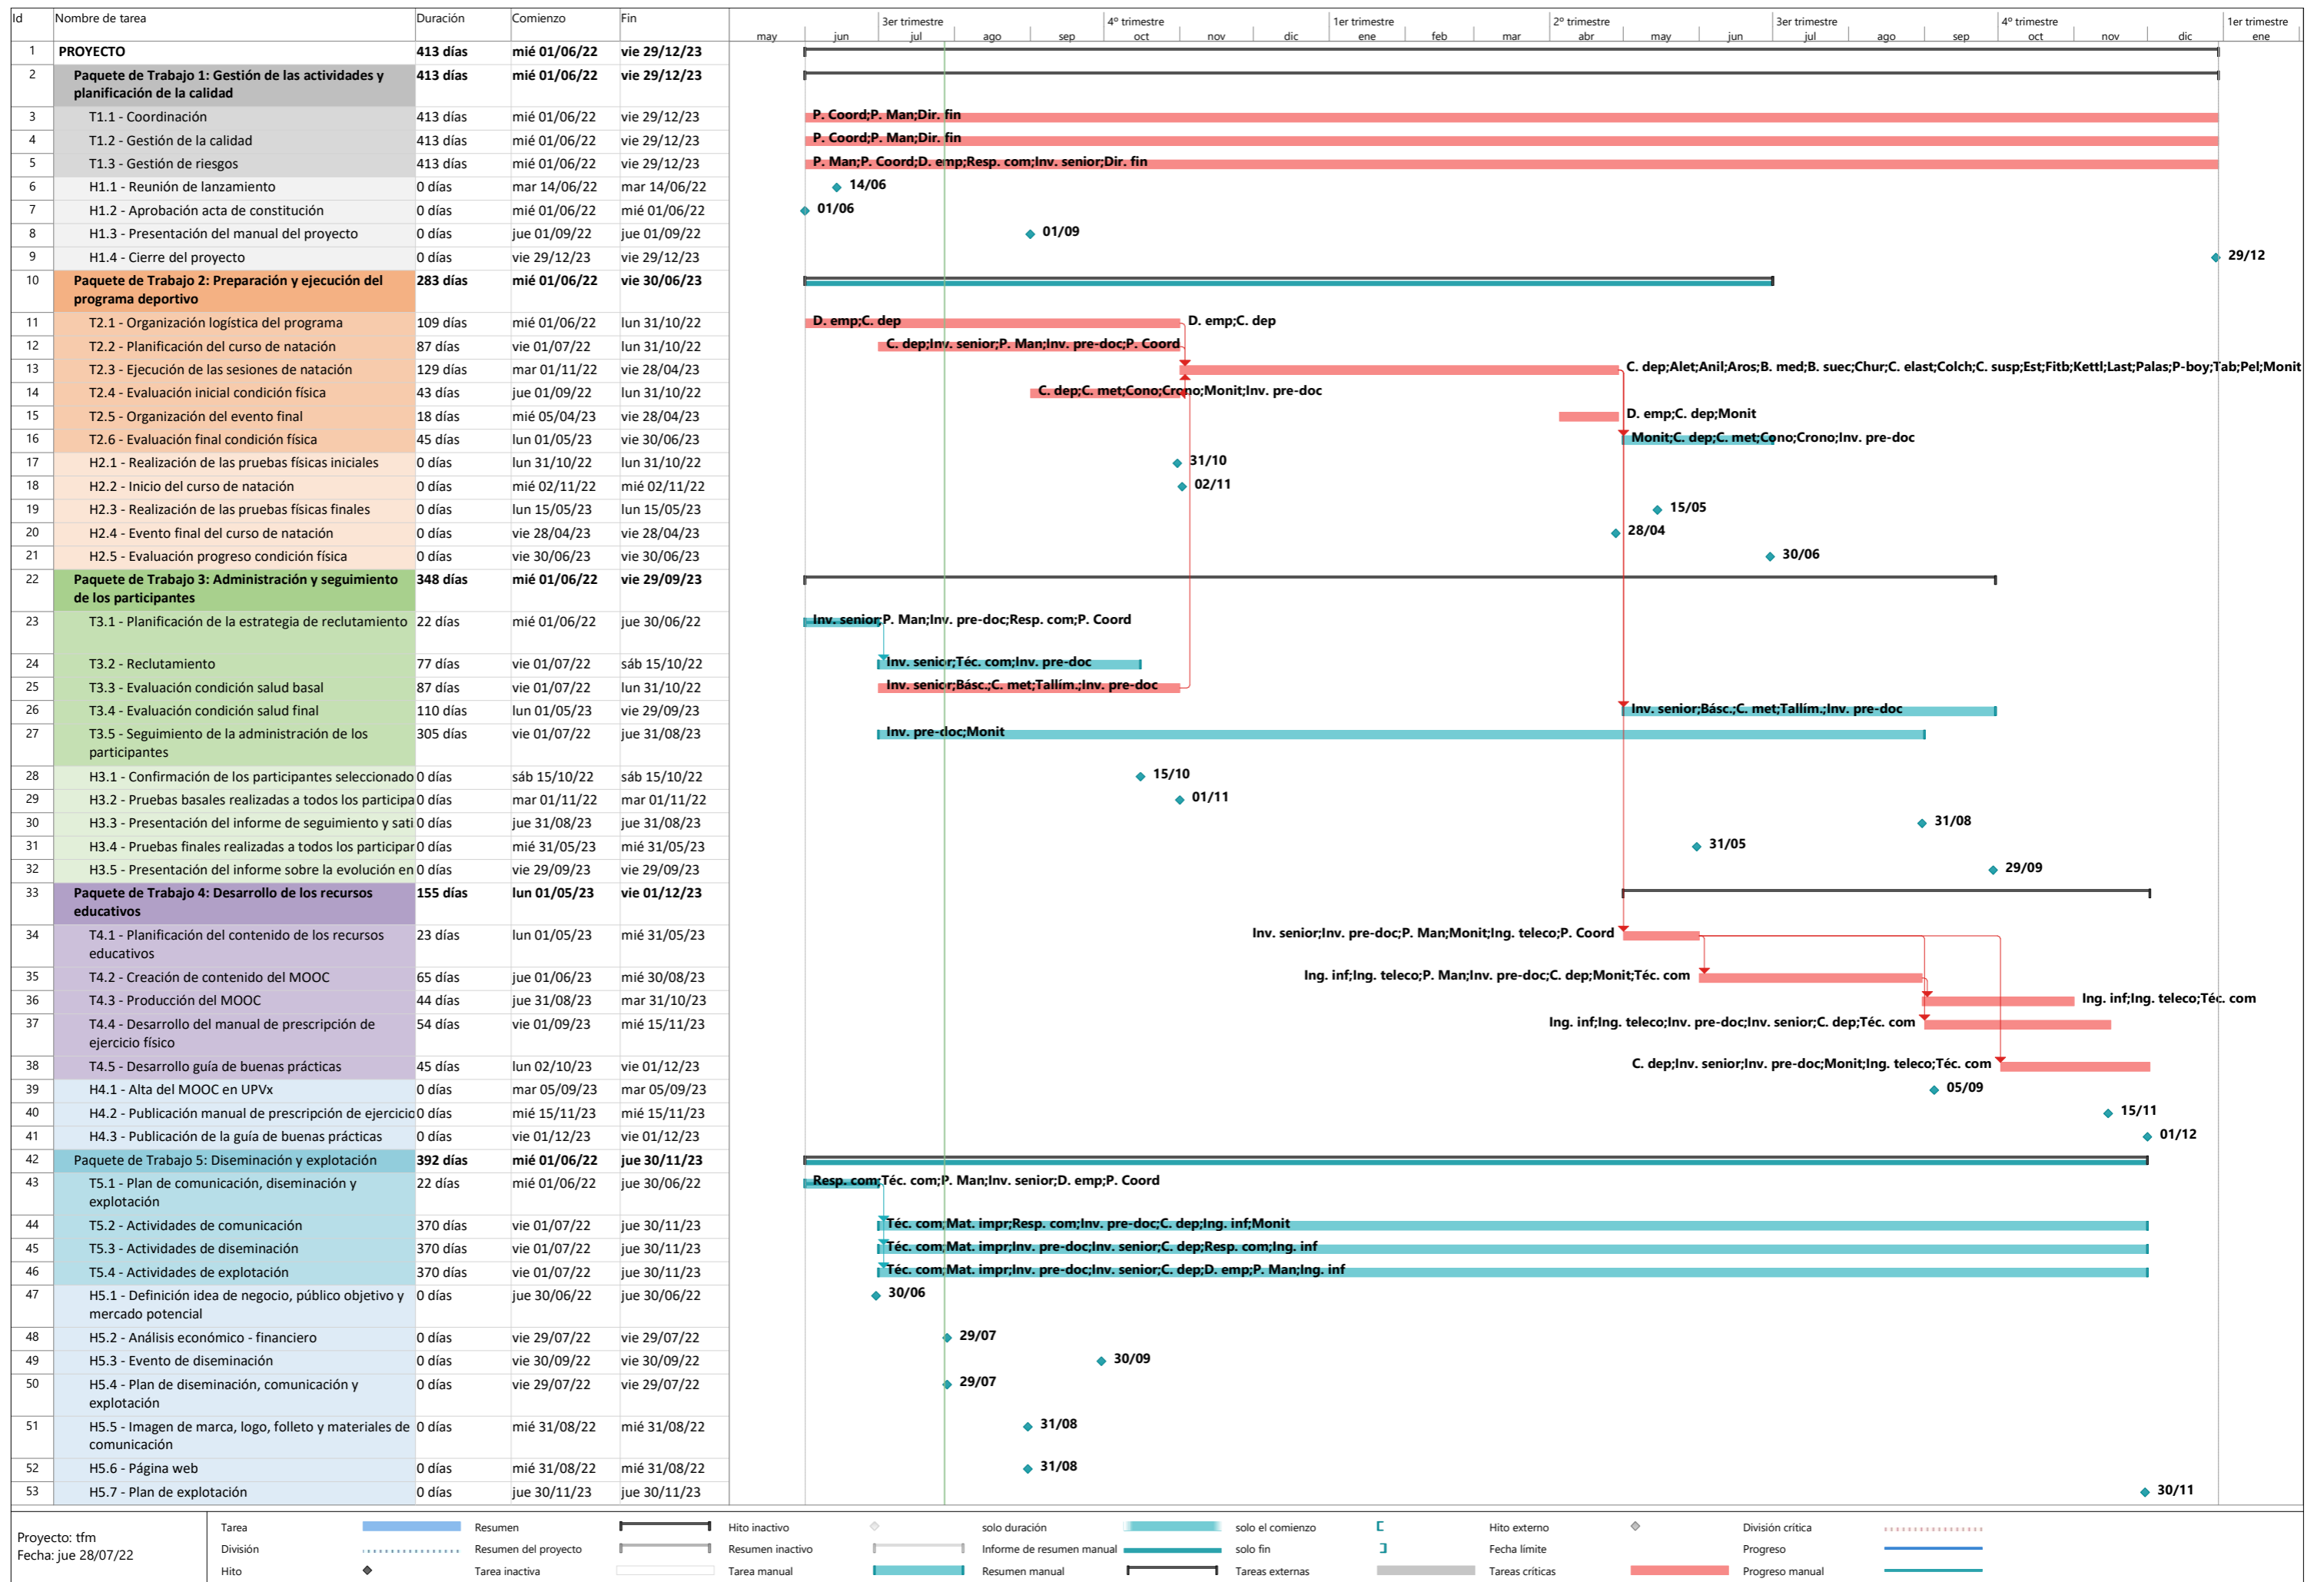 Id Nombre de tarea Duración Comienzo Fin
3er trimestre 4º trimestre 1er trimestre 2º trimestre 3er trimestre 4º trimestre 1er trimestre
may jun jul ago sep oct nov dic ene feb mar abr may jun jul ago sep oct nov dic ene
1 PROYECTO 413 días mié 01/06/22 vie 29/12/23
2 Paquete de Trabajo 1: Gestión de las actividades y 413 días mié 01/06/22 vie 29/12/23
planificación de la calidad
3 T1.1 - Coordinación 413 días mié 01/06/22 vie 29/12/23 P. Coord;P. Man;Dir. fin
4 T1.2 - Gestión de la calidad 413 días mié 01/06/22 vie 29/12/23 P. Coord;P. Man;Dir. fin
5 T1.3 - Gestión de riesgos 413 días mié 01/06/22 vie 29/12/23 P. Man;P. Coord;D. emp;Resp. com;Inv. senior;Dir. fin
6 H1.1 - Reunión de lanzamiento 0 días mar 14/06/22 mar 14/06/22 14/06
7 H1.2 - Aprobación acta de constitución 0 días mié 01/06/22 mié 01/06/22 01/06
8 H1.3 - Presentación del manual del proyecto 0 días jue 01/09/22 jue 01/09/22 01/09
9 H1.4 - Cierre del proyecto 0 días vie 29/12/23 vie 29/12/23 29/12
10 Paquete de Trabajo 2: Preparación y ejecución del 283 días mié 01/06/22 vie 30/06/23
programa deportivo
11 T2.1 - Organización logística del programa 109 días mié 01/06/22 lun 31/10/22 D. emp;C. dep D. emp;C. dep
12 T2.2 - Planificación del curso de natación 87 días vie 01/07/22 lun 31/10/22 C. dep;Inv. senior;P. Man;Inv. pre-doc;P. Coord
13 T2.3 - Ejecución de las sesiones de natación 129 días mar 01/11/22 vie 28/04/23 C. dep;Alet;Anil;Aros;B. med;B. suec;Chur;C. elast;Colch;C. susp;Est;Fitb;Kettl;Last;Palas;P-boy;Tab;Pel;Monit
14 T2.4 - Evaluación inicial condición física 43 días jue 01/09/22 lun 31/10/22 C. dep;C. met;Cono;Crono;Monit;Inv. pre-doc
15 T2.5 - Organización del evento final 18 días mié 05/04/23 vie 28/04/23 D. emp;C. dep;Monit
16 T2.6 - Evaluación final condición física 45 días lun 01/05/23 vie 30/06/23 Monit;C. dep;C. met;Cono;Crono;Inv. pre-doc
17 H2.1 - Realización de las pruebas físicas iniciales 0 días lun 31/10/22 lun 31/10/22 31/10
18 H2.2 - Inicio del curso de natación 0 días mié 02/11/22 mié 02/11/22 02/11
19 H2.3 - Realización de las pruebas físicas finales 0 días lun 15/05/23 lun 15/05/23 15/05
20 H2.4 - Evento final del curso de natación 0 días vie 28/04/23 vie 28/04/23 28/04
21 H2.5 - Evaluación progreso condición física 0 días vie 30/06/23 vie 30/06/23 30/06
22 Paquete de Trabajo 3: Administración y seguimiento 348 días mié 01/06/22 vie 29/09/23
de los participantes
23 T3.1 - Planificación de la estrategia de reclutamiento 22 días mié 01/06/22 jue 30/06/22 Inv. senior;P. Man;Inv. pre-doc;Resp. com;P. Coord
24 T3.2 - Reclutamiento 77 días vie 01/07/22 sáb 15/10/22 Inv. senior;Téc. com;Inv. pre-doc
25 T3.3 - Evaluación condición salud basal 87 días vie 01/07/22 lun 31/10/22 Inv. senior;Básc.;C. met;Tallím.;Inv. pre-doc
26 T3.4 - Evaluación condición salud final 110 días lun 01/05/23 vie 29/09/23 Inv. senior;Básc.;C. met;Tallím.;Inv. pre-doc
27 T3.5 - Seguimiento de la administración de los 305 días vie 01/07/22 jue 31/08/23 Inv. pre-doc;Monit
participantes
28 H3.1 - Confirmación de los participantes seleccionado 0 días sáb 15/10/22 sáb 15/10/22 15/10
29 H3.2 - Pruebas basales realizadas a todos los participa 0 días mar 01/11/22 mar 01/11/22 01/11
30 H3.3 - Presentación del informe de seguimiento y sati 0 días jue 31/08/23 jue 31/08/23 31/08
31 H3.4 - Pruebas finales realizadas a todos los participar 0 días mié 31/05/23 mié 31/05/23 31/05
32 H3.5 - Presentación del informe sobre la evolución en 0 días vie 29/09/23 vie 29/09/23 29/09
33 Paquete de Trabajo 4: Desarrollo de los recursos 155 días lun 01/05/23 vie 01/12/23
educativos
34 T4.1 - Planificación del contenido de los recursos 23 días lun 01/05/23 mié 31/05/23 Inv. senior;Inv. pre-doc;P. Man;Monit;Ing. teleco;P. Coord
educativos
35 T4.2 - Creación de contenido del MOOC 65 días jue 01/06/23 mié 30/08/23 Ing. inf;Ing. teleco;P. Man;Inv. pre-doc;C. dep;Monit;Téc. com
36 T4.3 - Producción del MOOC 44 días jue 31/08/23 mar 31/10/23 Ing. inf;Ing. teleco;Téc. com
37 T4.4 - Desarrollo del manual de prescripción de 54 días vie 01/09/23 mié 15/11/23 Ing. inf;Ing. teleco;Inv. pre-doc;Inv. senior;C. dep;Téc. com
ejercicio físico
38 T4.5 - Desarrollo guía de buenas prácticas 45 días lun 02/10/23 vie 01/12/23 C. dep;Inv. senior;Inv. pre-doc;Monit;Ing. teleco;Téc. com
39 H4.1 - Alta del MOOC en UPVx 0 días mar 05/09/23 mar 05/09/23 05/09
40 H4.2 - Publicación manual de prescripción de ejercicio 0 días mié 15/11/23 mié 15/11/23 15/11
41 H4.3 - Publicación de la guía de buenas prácticas 0 días vie 01/12/23 vie 01/12/23 01/12
42 Paquete de Trabajo 5: Diseminación y explotación 392 días mié 01/06/22 jue 30/11/23
43 T5.1 - Plan de comunicación, diseminación y 22 días mié 01/06/22 jue 30/06/22 Resp. com;Téc. com;P. Man;Inv. senior;D. emp;P. Coord
explotación
44 T5.2 - Actividades de comunicación 370 días vie 01/07/22 jue 30/11/23 Téc. com;Mat. impr;Resp. com;Inv. pre-doc;C. dep;Ing. inf;Monit
45 T5.3 - Actividades de diseminación 370 días vie 01/07/22 jue 30/11/23 Téc. com;Mat. impr;Inv. pre-doc;Inv. senior;C. dep;Resp. com;Ing. inf
46 T5.4 - Actividades de explotación 370 días vie 01/07/22 jue 30/11/23 Téc. com;Mat. impr;Inv. pre-doc;Inv. senior;C. dep;D. emp;P. Man;Ing. inf
47 H5.1 - Definición idea de negocio, público objetivo y 0 días jue 30/06/22 jue 30/06/22 30/06
mercado potencial
48 H5.2 - Análisis económico - financiero 0 días vie 29/07/22 vie 29/07/22 29/07
49 H5.3 - Evento de diseminación 0 días vie 30/09/22 vie 30/09/22 30/09
50 H5.4 - Plan de diseminación, comunicación y 0 días vie 29/07/22 vie 29/07/22 29/07
explotación
51 H5.5 - Imagen de marca, logo, folleto y materiales de 0 días mié 31/08/22 mié 31/08/22 31/08
comunicación
52 H5.6 - Página web 0 días mié 31/08/22 mié 31/08/22 31/08
53 H5.7 - Plan de explotación 0 días jue 30/11/23 jue 30/11/23 30/11
Proyecto: tfm
Fecha: jue 28/07/22
Tarea Resumen Hito inactivo solo duración solo el comienzo Hito externo División crítica
División Resumen del proyecto Resumen inactivo Informe de resumen manual solo fin Fecha límite Progreso
Hito Tarea inactiva Tarea manual Resumen manual Tareas externas Tareas críticas Progreso manual